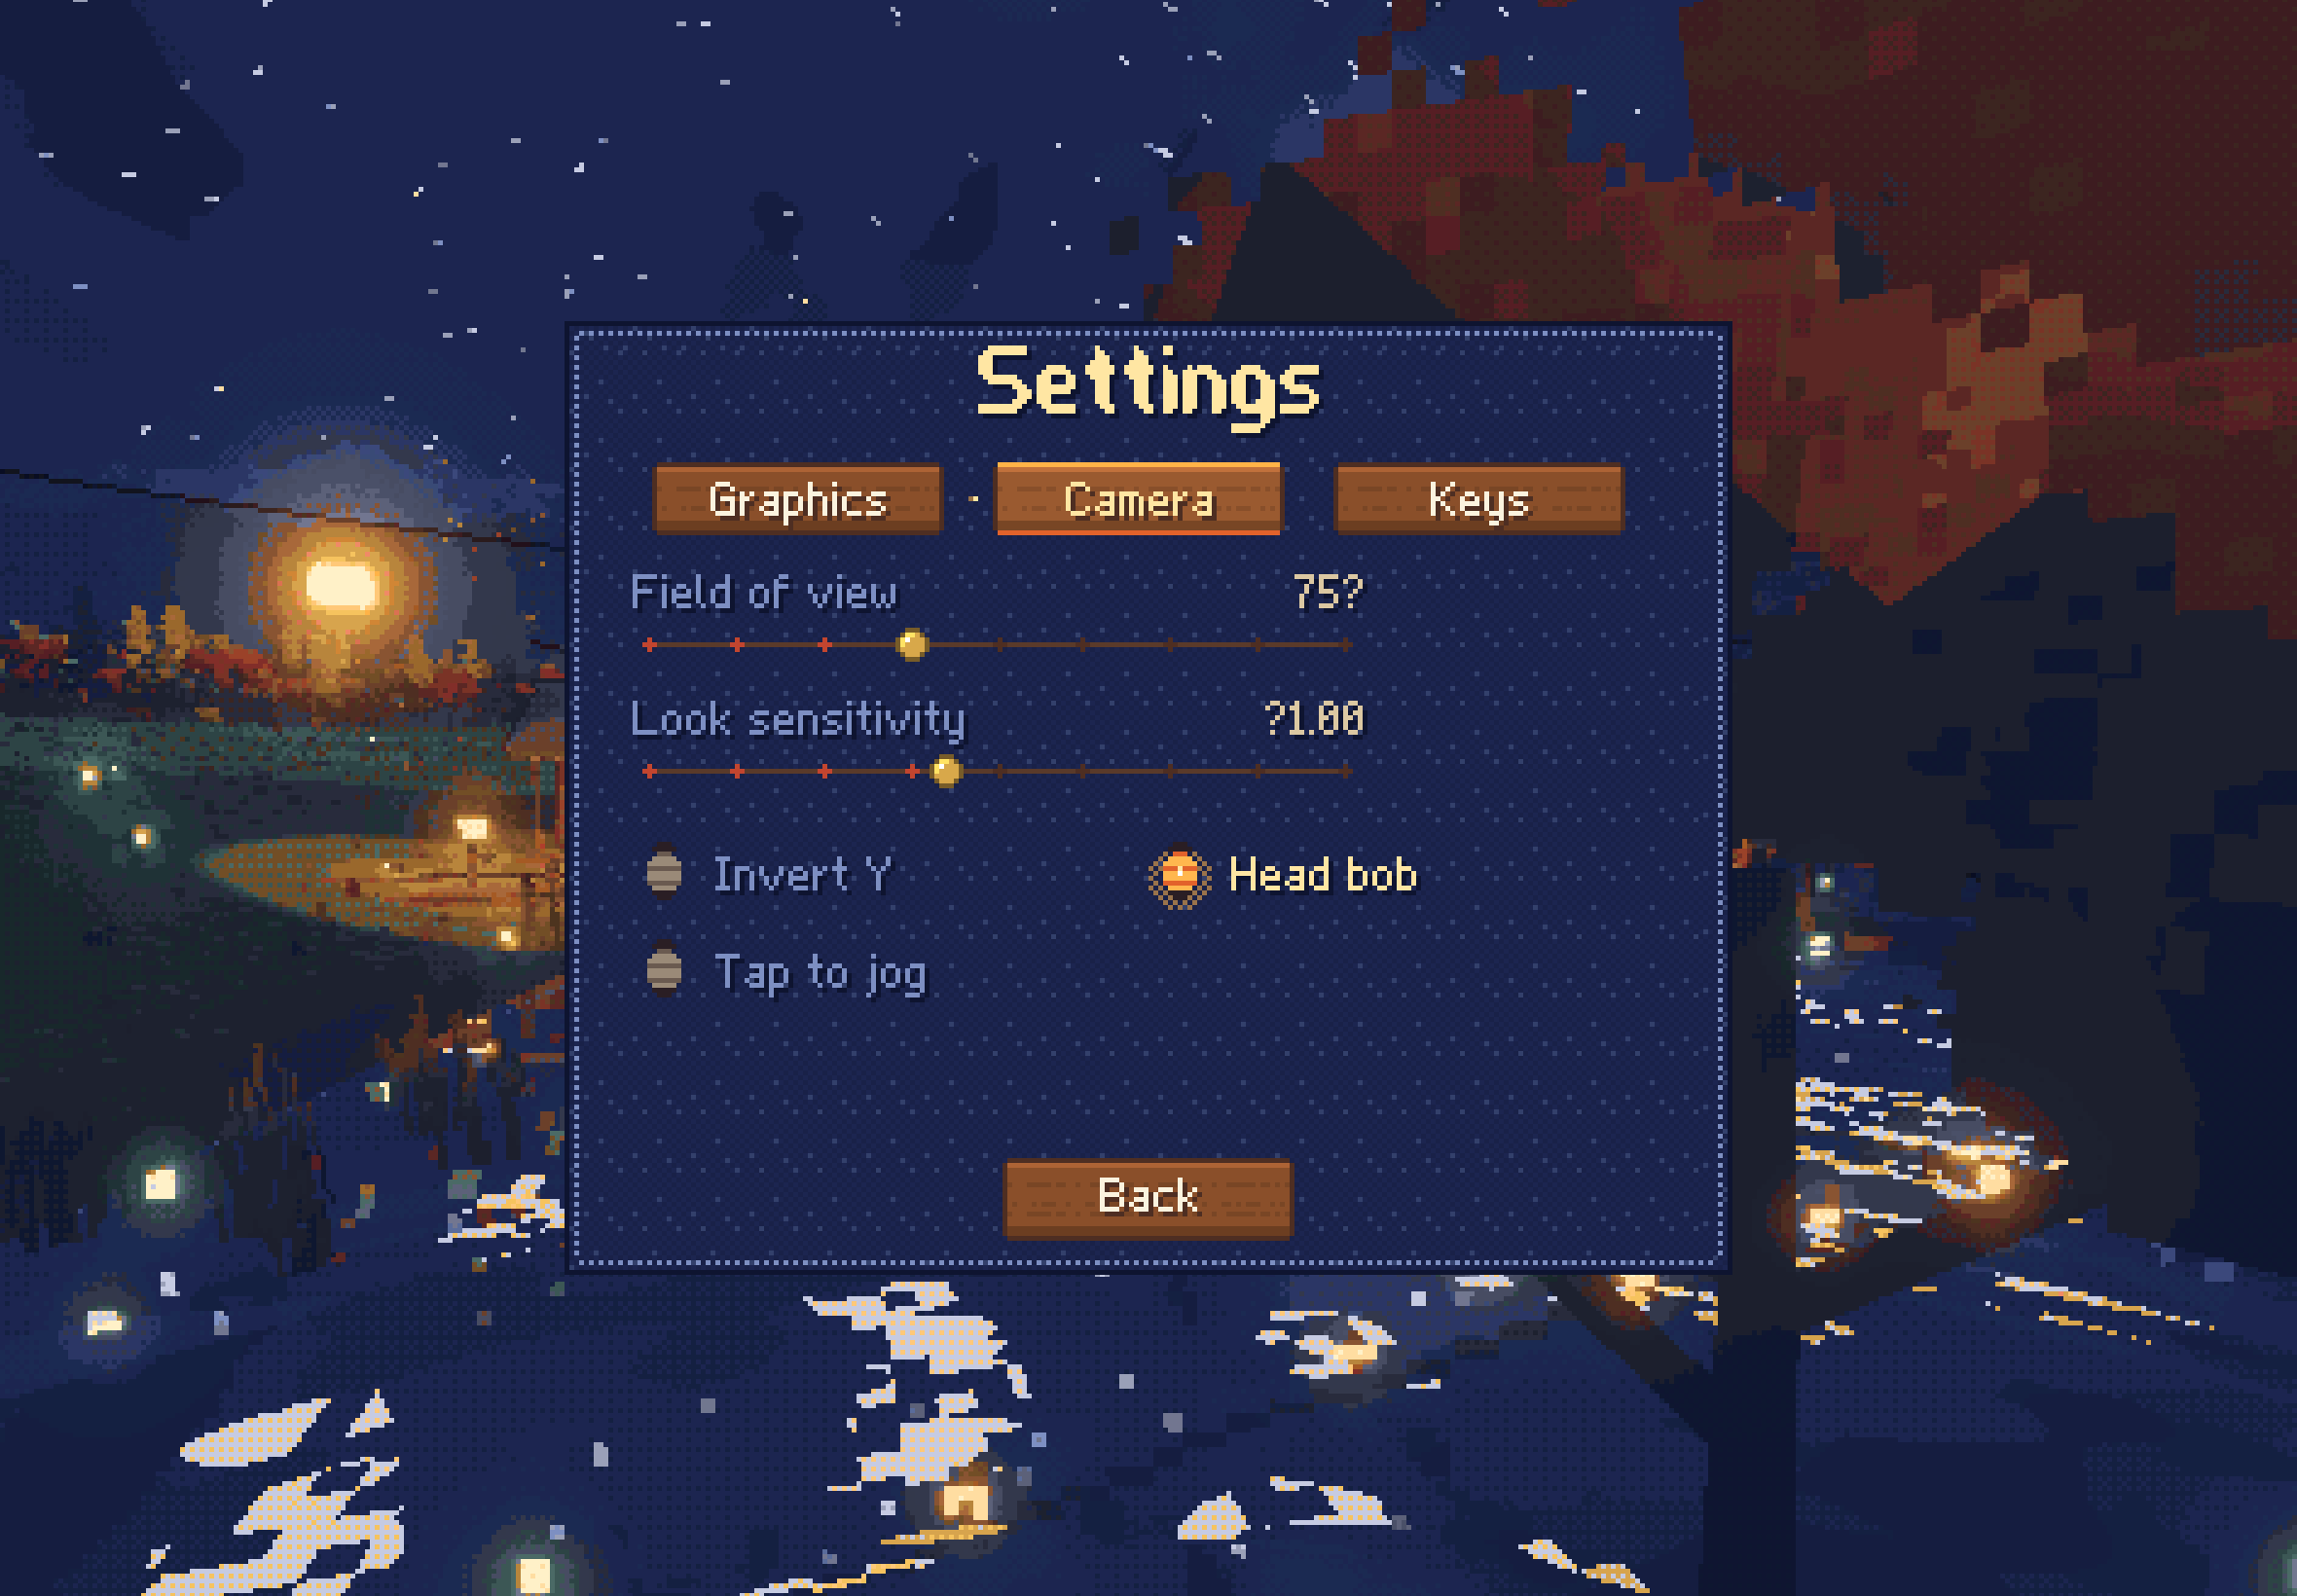 Settings
Graphics Camera Keys
Field of view 75?
Look sensitivity ?1.00
Invert Y Head bob
Tap to jog
Back